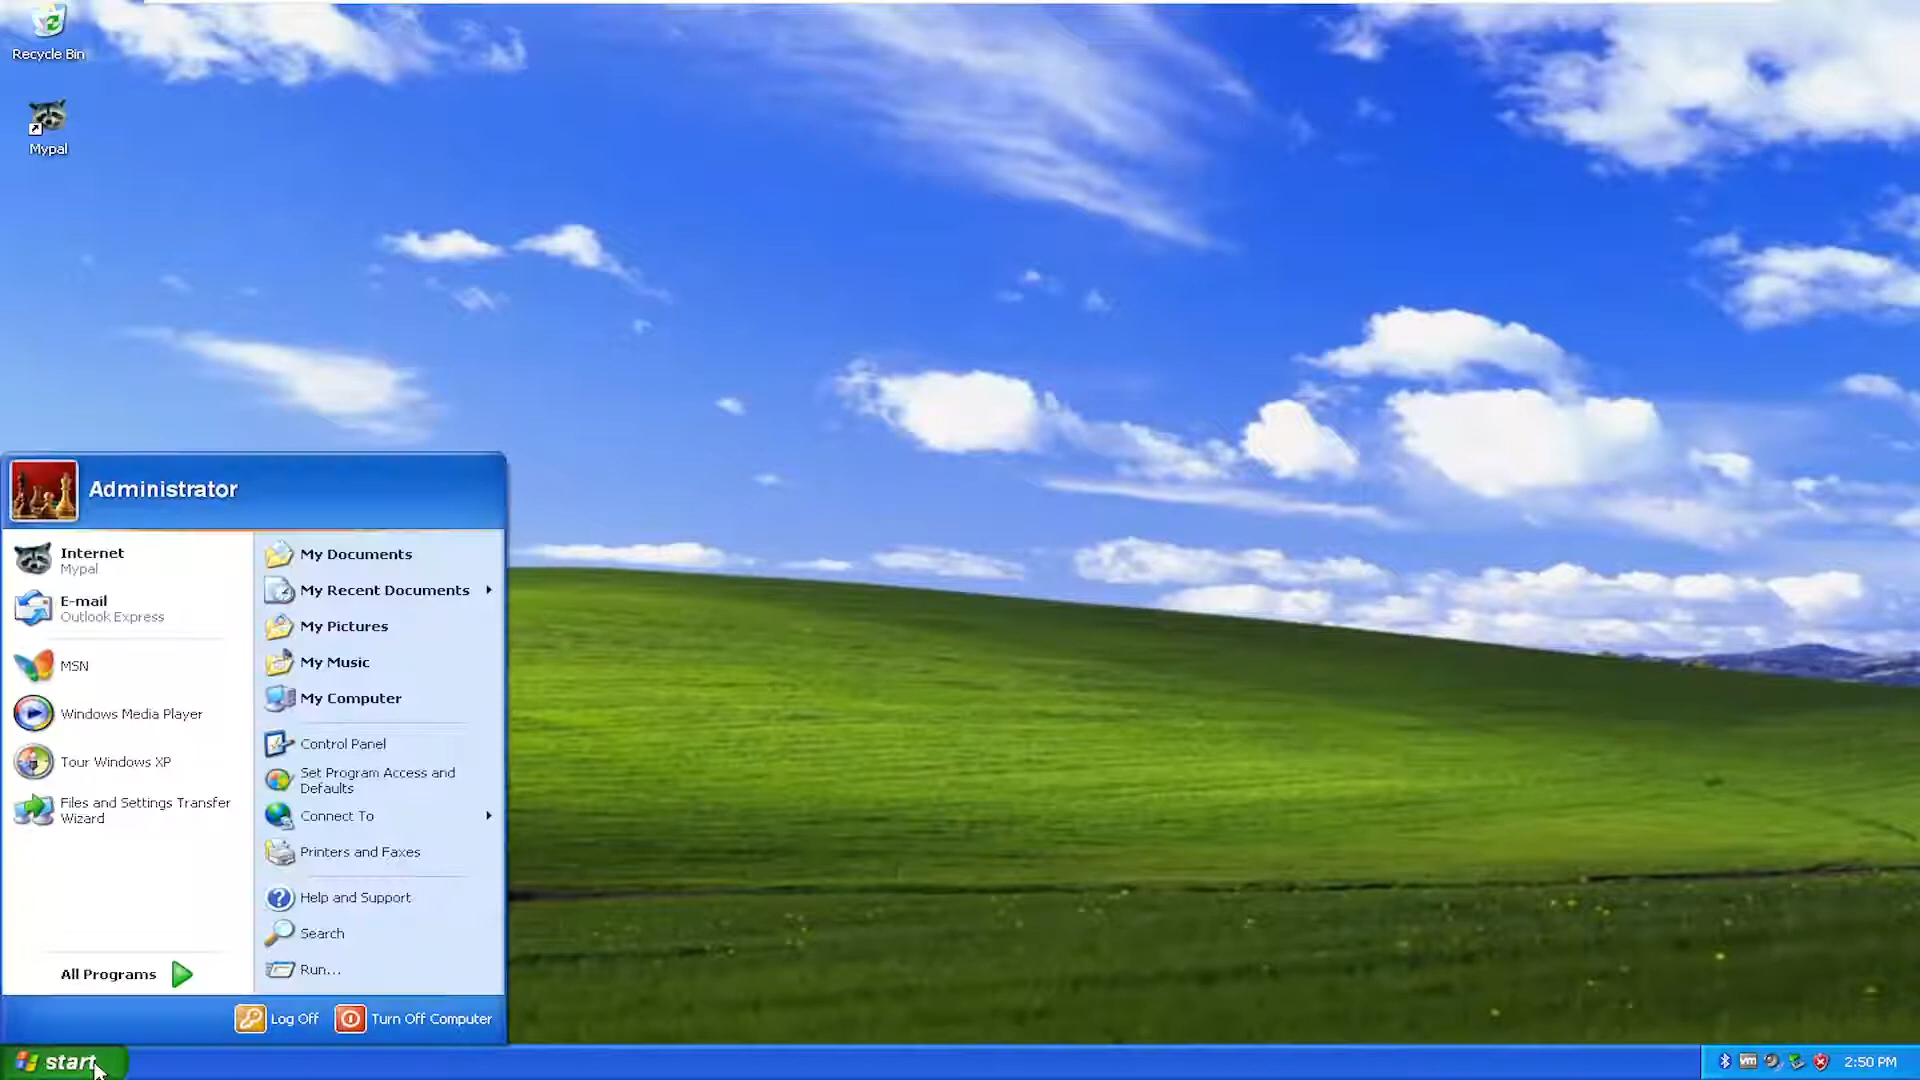 Recycle Bin
Mypal
Administrator
Internet
Mypal
E-mail
Outlook Express
MSN
Windows Media Player
Tour Windows XP
Files and Settings Transfer
Wizard
All Programs
My Documents
My Recent Documents
My Pictures
My Music
My Computer
Control Panel
Set Program Access and
Defaults
Connect To
Printers and Faxes
Help and Support
Search
Run...
Log Off
Turn Off Computer
start
vm
2:50 PM